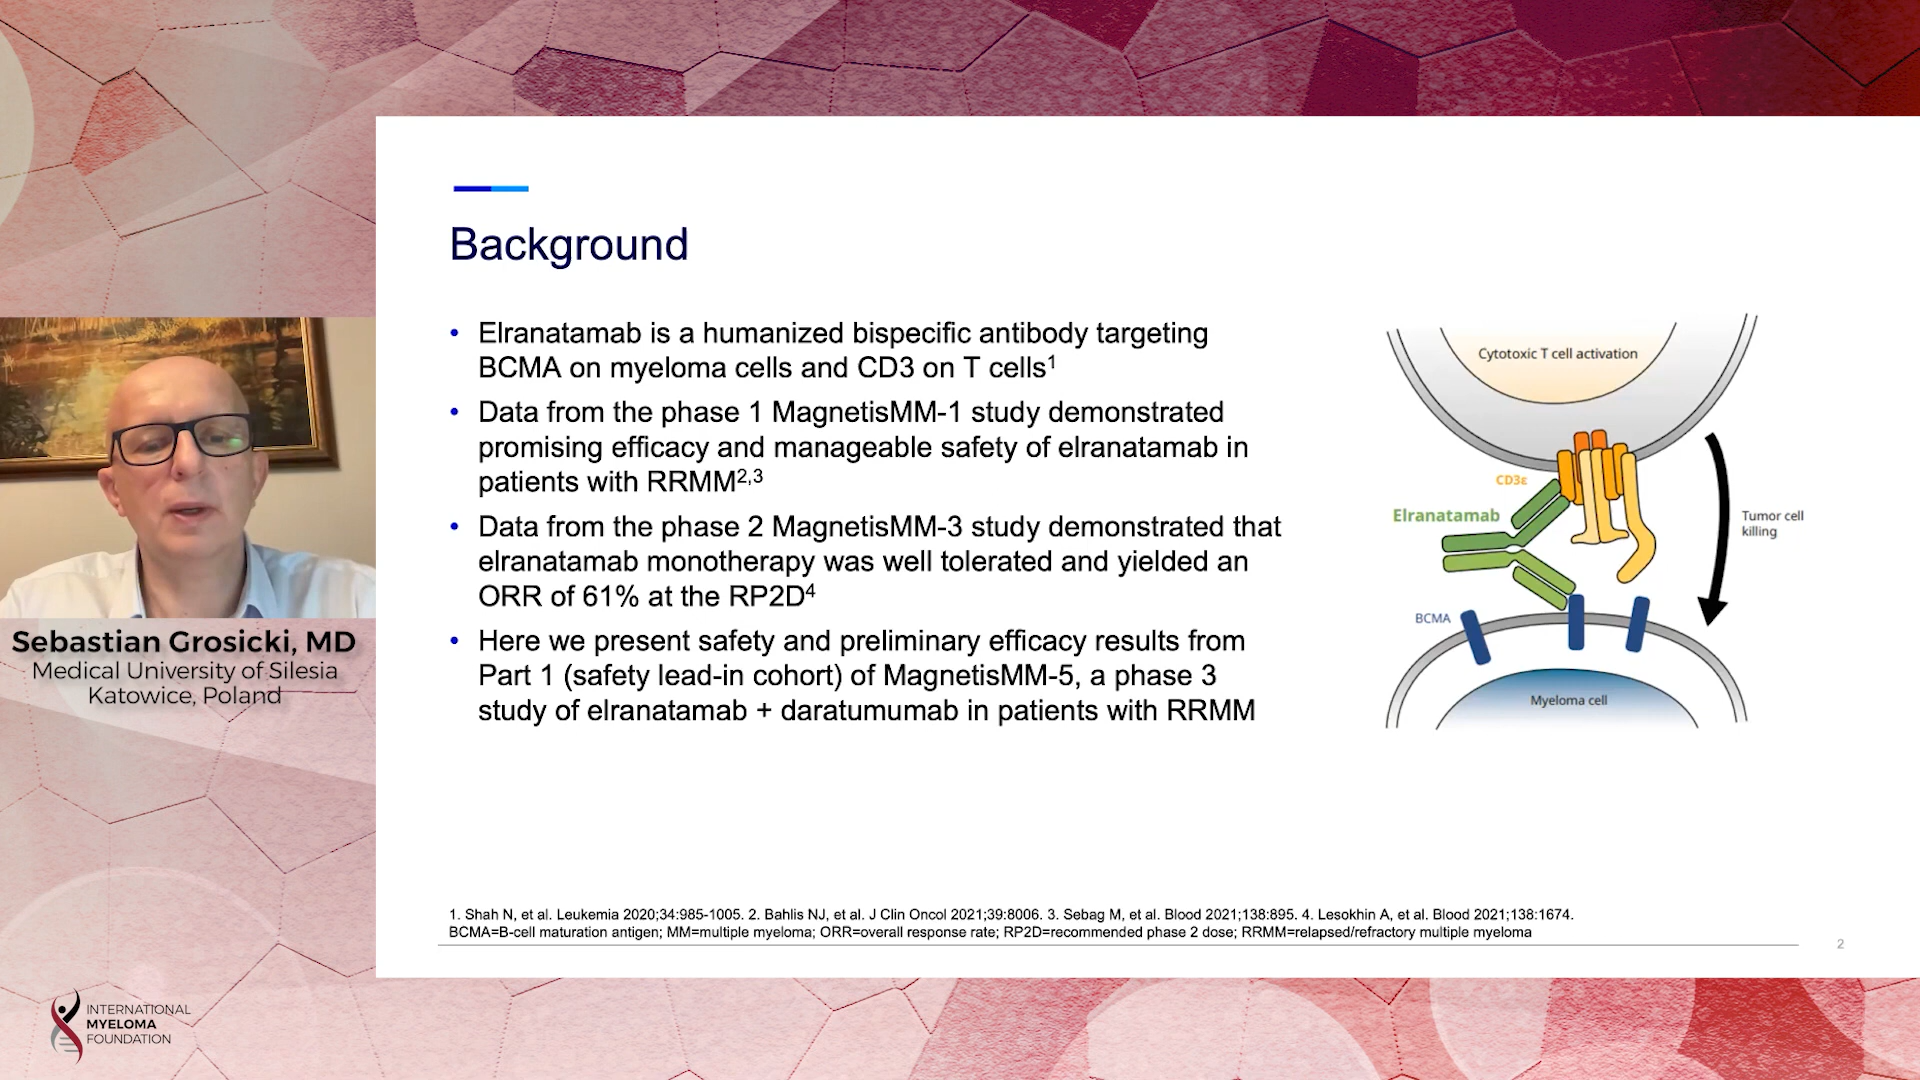 Background
• Elranatamab is a humanized bispecific antibody targeting
BCMA on myeloma cells and CD3 on T cells1
• Data from the phase 1 MagnetisMM-1 study demonstrated
promising efficacy and manageable safety of elranatamab in
patients with RRMM2,3
• Data from the phase 2 MagnetisMM-3 study demonstrated that
elranatamab monotherapy was well tolerated and yielded an
ORR of 61% at the RP2D4
• Here we present safety and preliminary efficacy results from
Part 1 (safety lead-in cohort) of MagnetisMM-5, a phase 3
study of elranatamab + daratumumab in patients with RRMM
Cytotoxic T cell activation
CD3ε
Elranatamab
Tumor cell
killing
BCMA
Myeloma cell
1. Shah N, et al. Leukemia 2020;34:985-1005. 2. Bahlis NJ, et al. J Clin Oncol 2021;39:8006. 3. Sebag M, et al. Blood 2021;138:895. 4. Lesokhin A, et al. Blood 2021;138:1674.
BCMA=B-cell maturation antigen; MM=multiple myeloma; ORR=overall response rate; RP2D=recommended phase 2 dose; RRMM=relapsed/refractory multiple myeloma
2
Sebastian Grosicki, MD
Medical University of Silesia
Katowice, Poland
INTERNATIONAL
MYELOMA
FOUNDATION